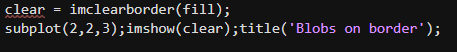 clear = imclearborder(fill);
subplot(2,2,3);imshow(clear);title('Blobs on border');